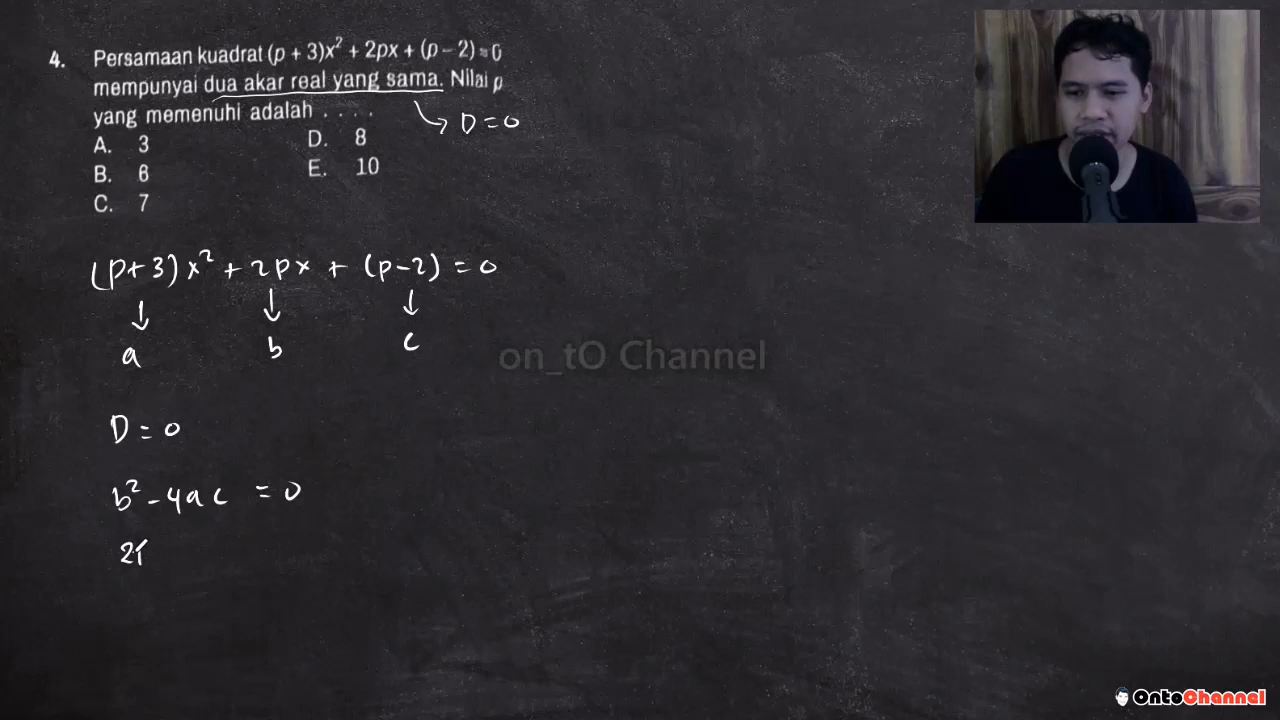 4. Persamaan kuadrat (p + 3)x² + 2px + (p – 2) = 0
mempunyai dua akar real yang sama. Nilai p
yang memenuhi adalah . . . .
→ D = 0
A. 3
B. 6
C. 7
D. 8
E. 10
(p+3)x² + 2px + (p-2) = 0
↓ ↓ ↓
a b c
D = 0
b² - 4ac = 0
2
on_tO Channel
OntoChannel